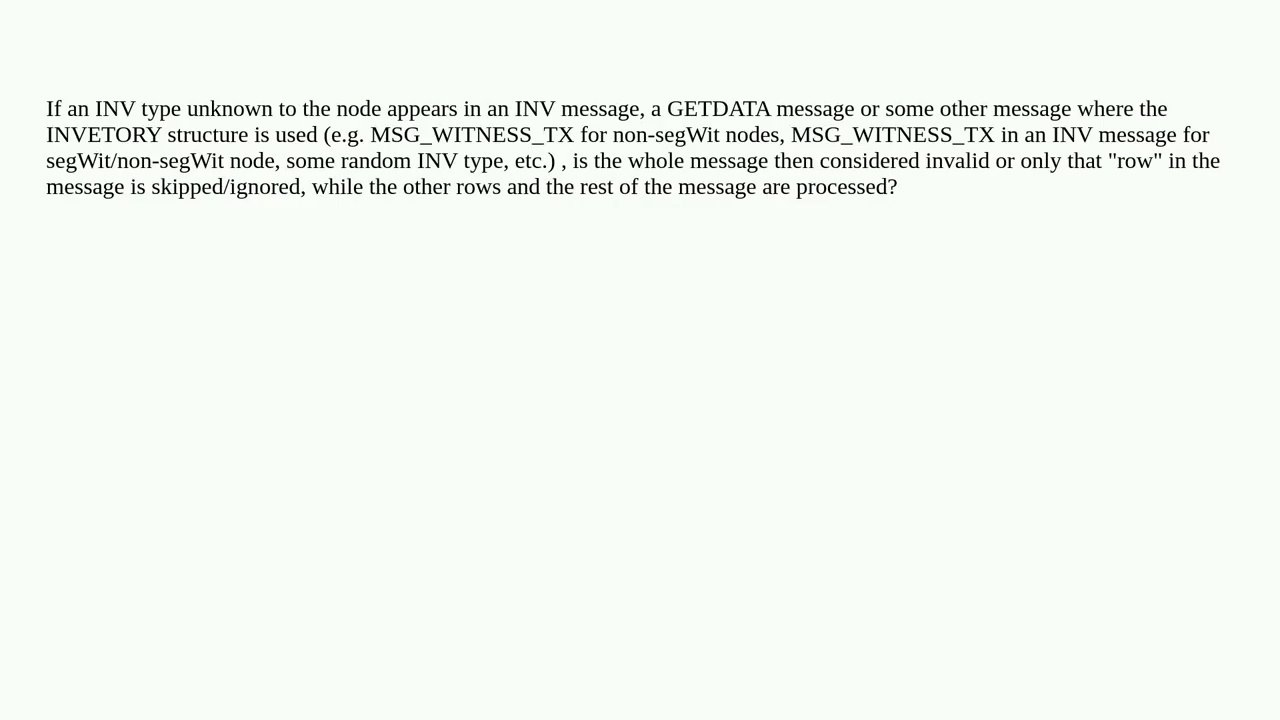 If an INV type unknown to the node appears in an INV message, a GETDATA message or some other message where the
INVETORY structure is used (e.g. MSG_WITNESS_TX for non-segWit nodes, MSG_WITNESS_TX in an INV message for
segWit/non-segWit node, some random INV type, etc.) , is the whole message then considered invalid or only that "row" in the
message is skipped/ignored, while the other rows and the rest of the message are processed?